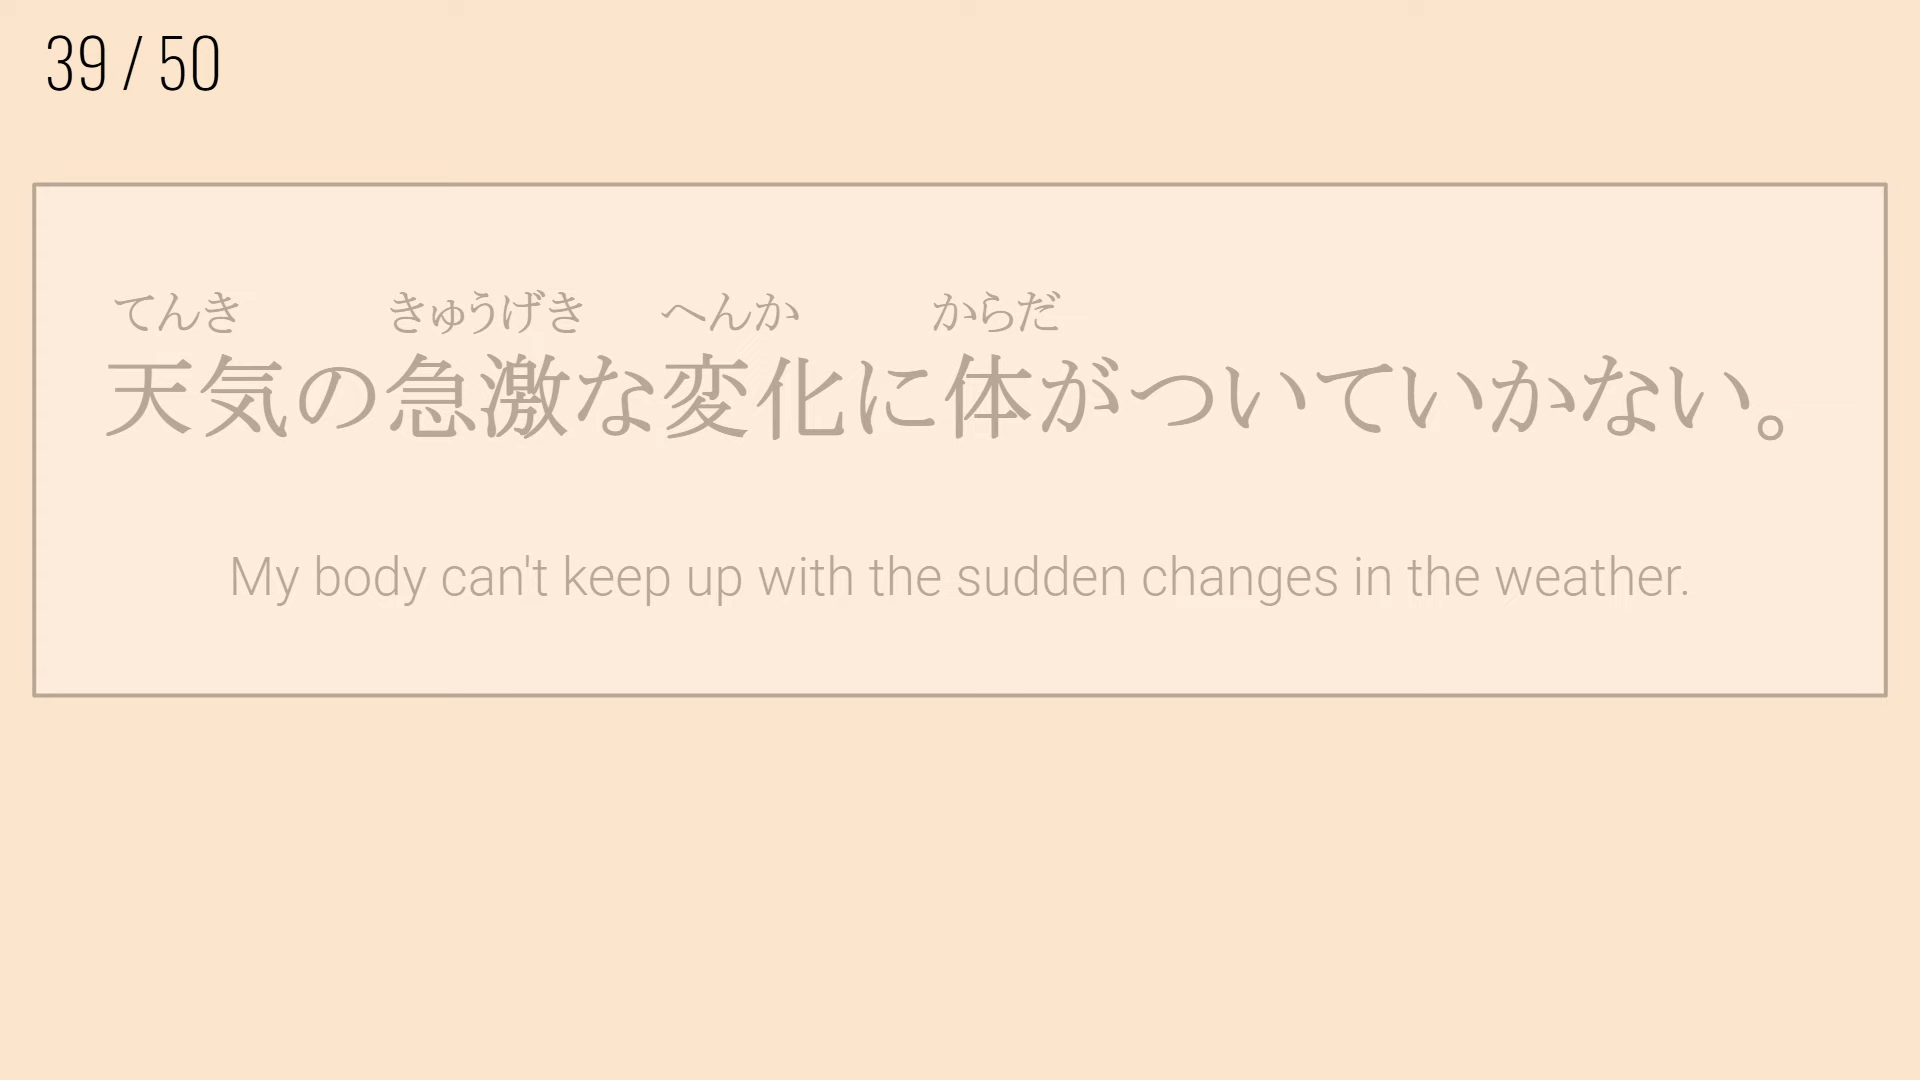 39 / 50
てんき きゅうげき へんか からだ
天気の急激な変化に体がついていかない。
My body can't keep up with the sudden changes in the weather.